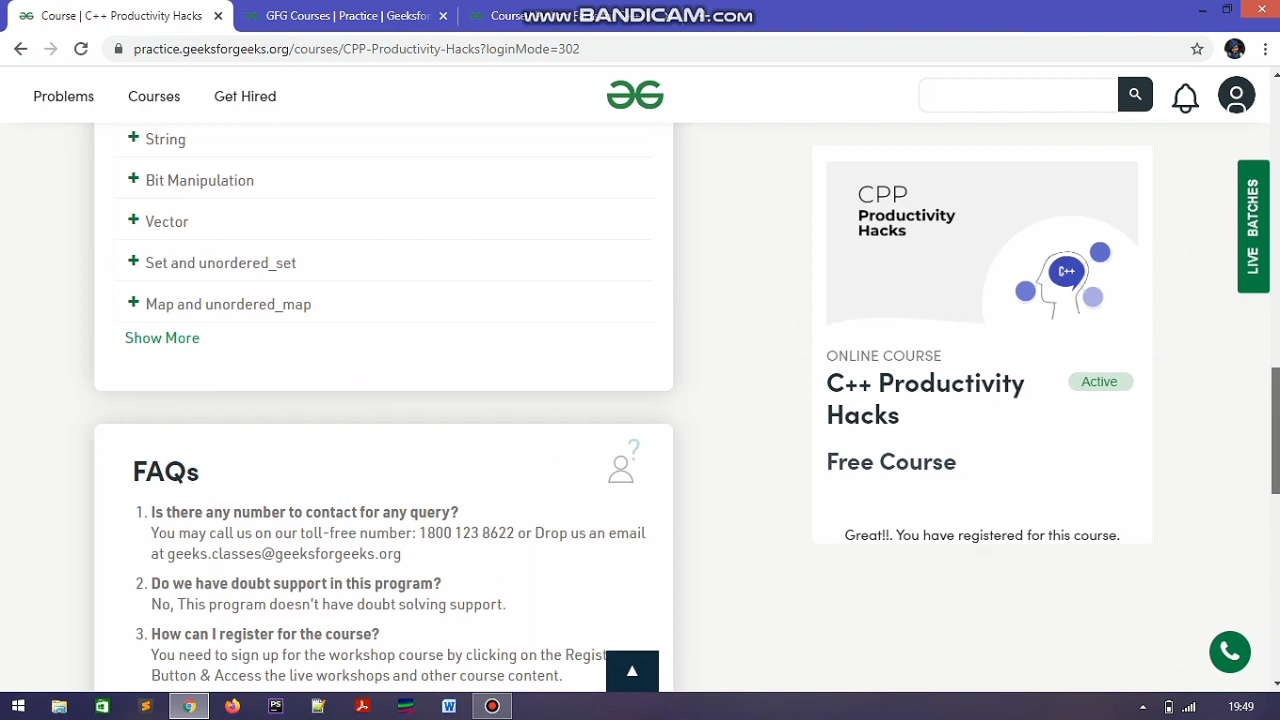 Course | C++ Productivity Hacks
GFG Courses | Practice | Geeksfor
Cours
www.BANDICAM.com
practice.geeksforgeeks.org/courses/CPP-Productivity-Hacks?loginMode=302
Problems
Courses
Get Hired
String
Bit Manipulation
Vector
Set and unordered_set
Map and unordered_map
Show More
CPP
Productivity
Hacks
C++
ONLINE COURSE
C++ Productivity
Hacks
Active
Free Course
Great!!. You have registered for this course.
LIVE BATCHES
FAQs
?
1. Is there any number to contact for any query?
You may call us on our toll-free number: 1800 123 8622 or Drop us an email
at geeks.classes@geeksforgeeks.org
2. Do we have doubt support in this program?
No, This program doesn't have doubt solving support.
3. How can I register for the course?
You need to sign up for the workshop course by clicking on the Regist
Button & Access the live workshops and other course content.
PS
W
19:49